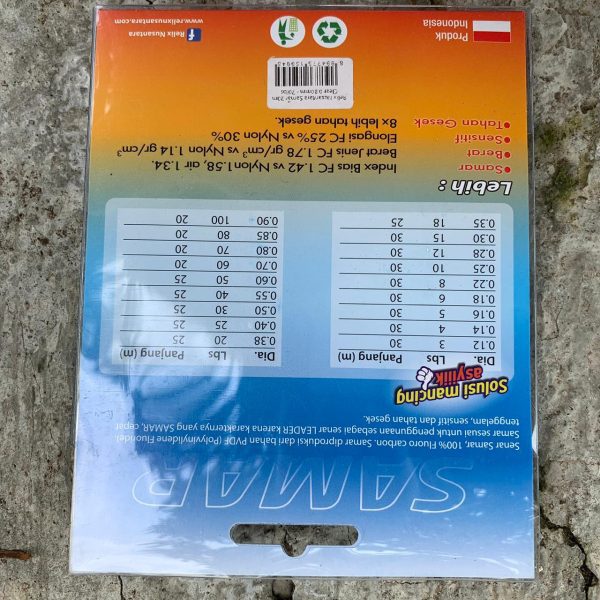 SAMAR
Senar Samar, 100% Fluoro carbon. Samar diproduksi dari bahan PVDF (Polyvinylidene Fluoride)
Samar sesuai untuk penggunaan sebagai senar LEADER karena karakternya yang SAMAR, cepat
tenggelam, sensitif dan tahan gesek.
Solusi mancing
asyiiik
Dia. Lbs Panjang (m)
0.12 3 30
0.14 4 30
0.16 5 30
0.18 6 30
0.22 8 30
0.25 10 30
0.28 12 30
0.30 15 30
0.35 18 25
Dia. Lbs Panjang (m)
0.38 20 25
0.40 25 25
0.50 30 25
0.55 40 25
0.60 50 20
0.70 60 20
0.80 70 20
0.85 80 20
0.90 100 20
Lebih :
•Samar Index Bias FC 1.42 vs Nylon1.58, air 1.34.
•Berat Berat Jenis FC 1.78 gr/cm³ vs Nylon 1.14 gr/cm³
•Sensitif Elongasi FC 25% vs Nylon 30%
•Tahan Gesek 8x lebih tahan gesek.
Relix Nusantara Samar
Produk
Indonesia
Relix Nusantara
www.relixnusantara.com